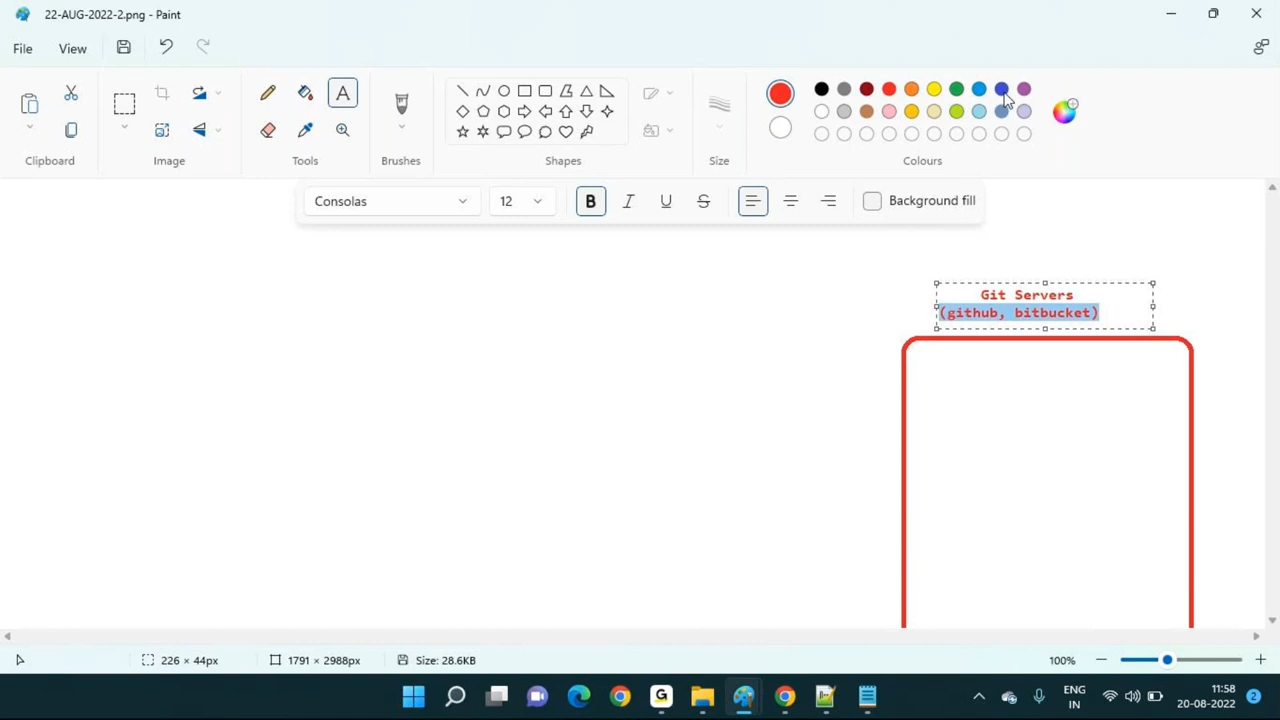 22-AUG-2022-2.png - Paint
File View
Clipboard Image Tools Brushes Shapes Size Colours
Consolas 12 B I U S Background fill
Git Servers
(github, bitbucket)
226 × 44px 1791 × 2988px Size: 28.6KB 100%
ENG
IN
11:58
20-08-2022
2